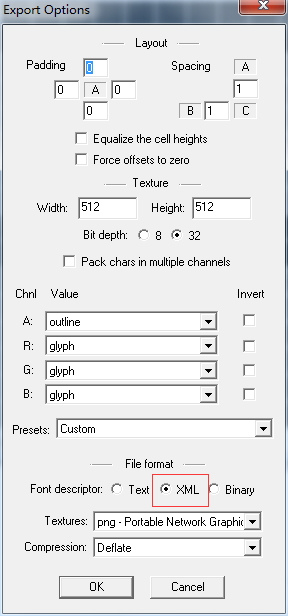 Export Options
Layout
Padding 0 Spacing A
0 A 0 1
0 B 1 C
Equalize the cell heights
Force offsets to zero
Texture
Width: 512 Height: 512
Bit depth: 8 32
Pack chars in multiple channels
Chnl Value Invert
A: outline
R: glyph
G: glyph
B: glyph
Presets: Custom
File format
Font descriptor: Text XML Binary
Textures: png - Portable Network Graphic
Compression: Deflate
OK Cancel